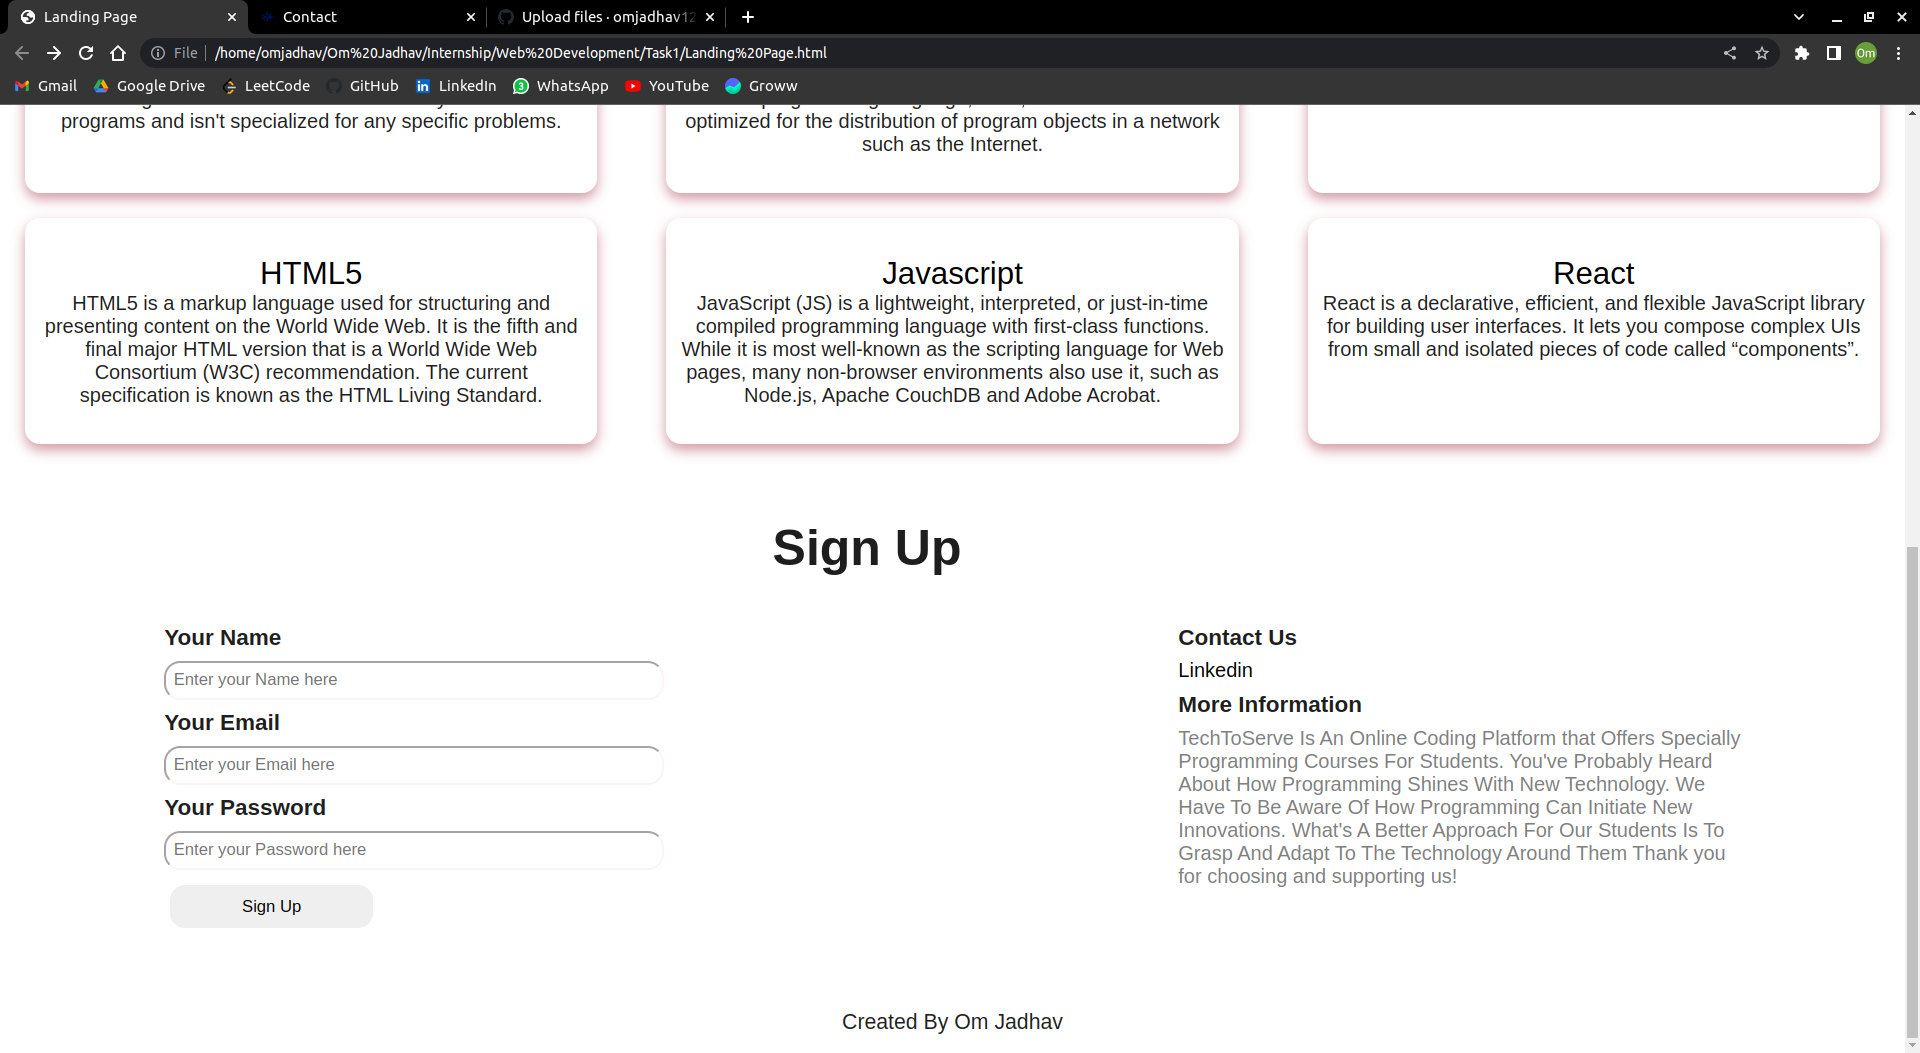 Landing Page
Contact
Upload files · omjadhav12
File
/home/omjadhav/Om%20Jadhav/Internship/Web%20Development/Task1/Landing%20Page.html
Om
Gmail
Google Drive
LeetCode
GitHub
LinkedIn
WhatsApp
YouTube
Groww
programs and isn't specialized for any specific problems.
optimized for the distribution of program objects in a network
such as the Internet.
HTML5
HTML5 is a markup language used for structuring and
presenting content on the World Wide Web. It is the fifth and
final major HTML version that is a World Wide Web
Consortium (W3C) recommendation. The current
specification is known as the HTML Living Standard.
Javascript
JavaScript (JS) is a lightweight, interpreted, or just-in-time
compiled programming language with first-class functions.
While it is most well-known as the scripting language for Web
pages, many non-browser environments also use it, such as
Node.js, Apache CouchDB and Adobe Acrobat.
React
React is a declarative, efficient, and flexible JavaScript library
for building user interfaces. It lets you compose complex UIs
from small and isolated pieces of code called “components”.
Sign Up
Your Name
Enter your Name here
Your Email
Enter your Email here
Your Password
Enter your Password here
Sign Up
Contact Us
Linkedin
More Information
TechToServe Is An Online Coding Platform that Offers Specially
Programming Courses For Students. You've Probably Heard
About How Programming Shines With New Technology. We
Have To Be Aware Of How Programming Can Initiate New
Innovations. What's A Better Approach For Our Students Is To
Grasp And Adapt To The Technology Around Them Thank you
for choosing and supporting us!
Created By Om Jadhav